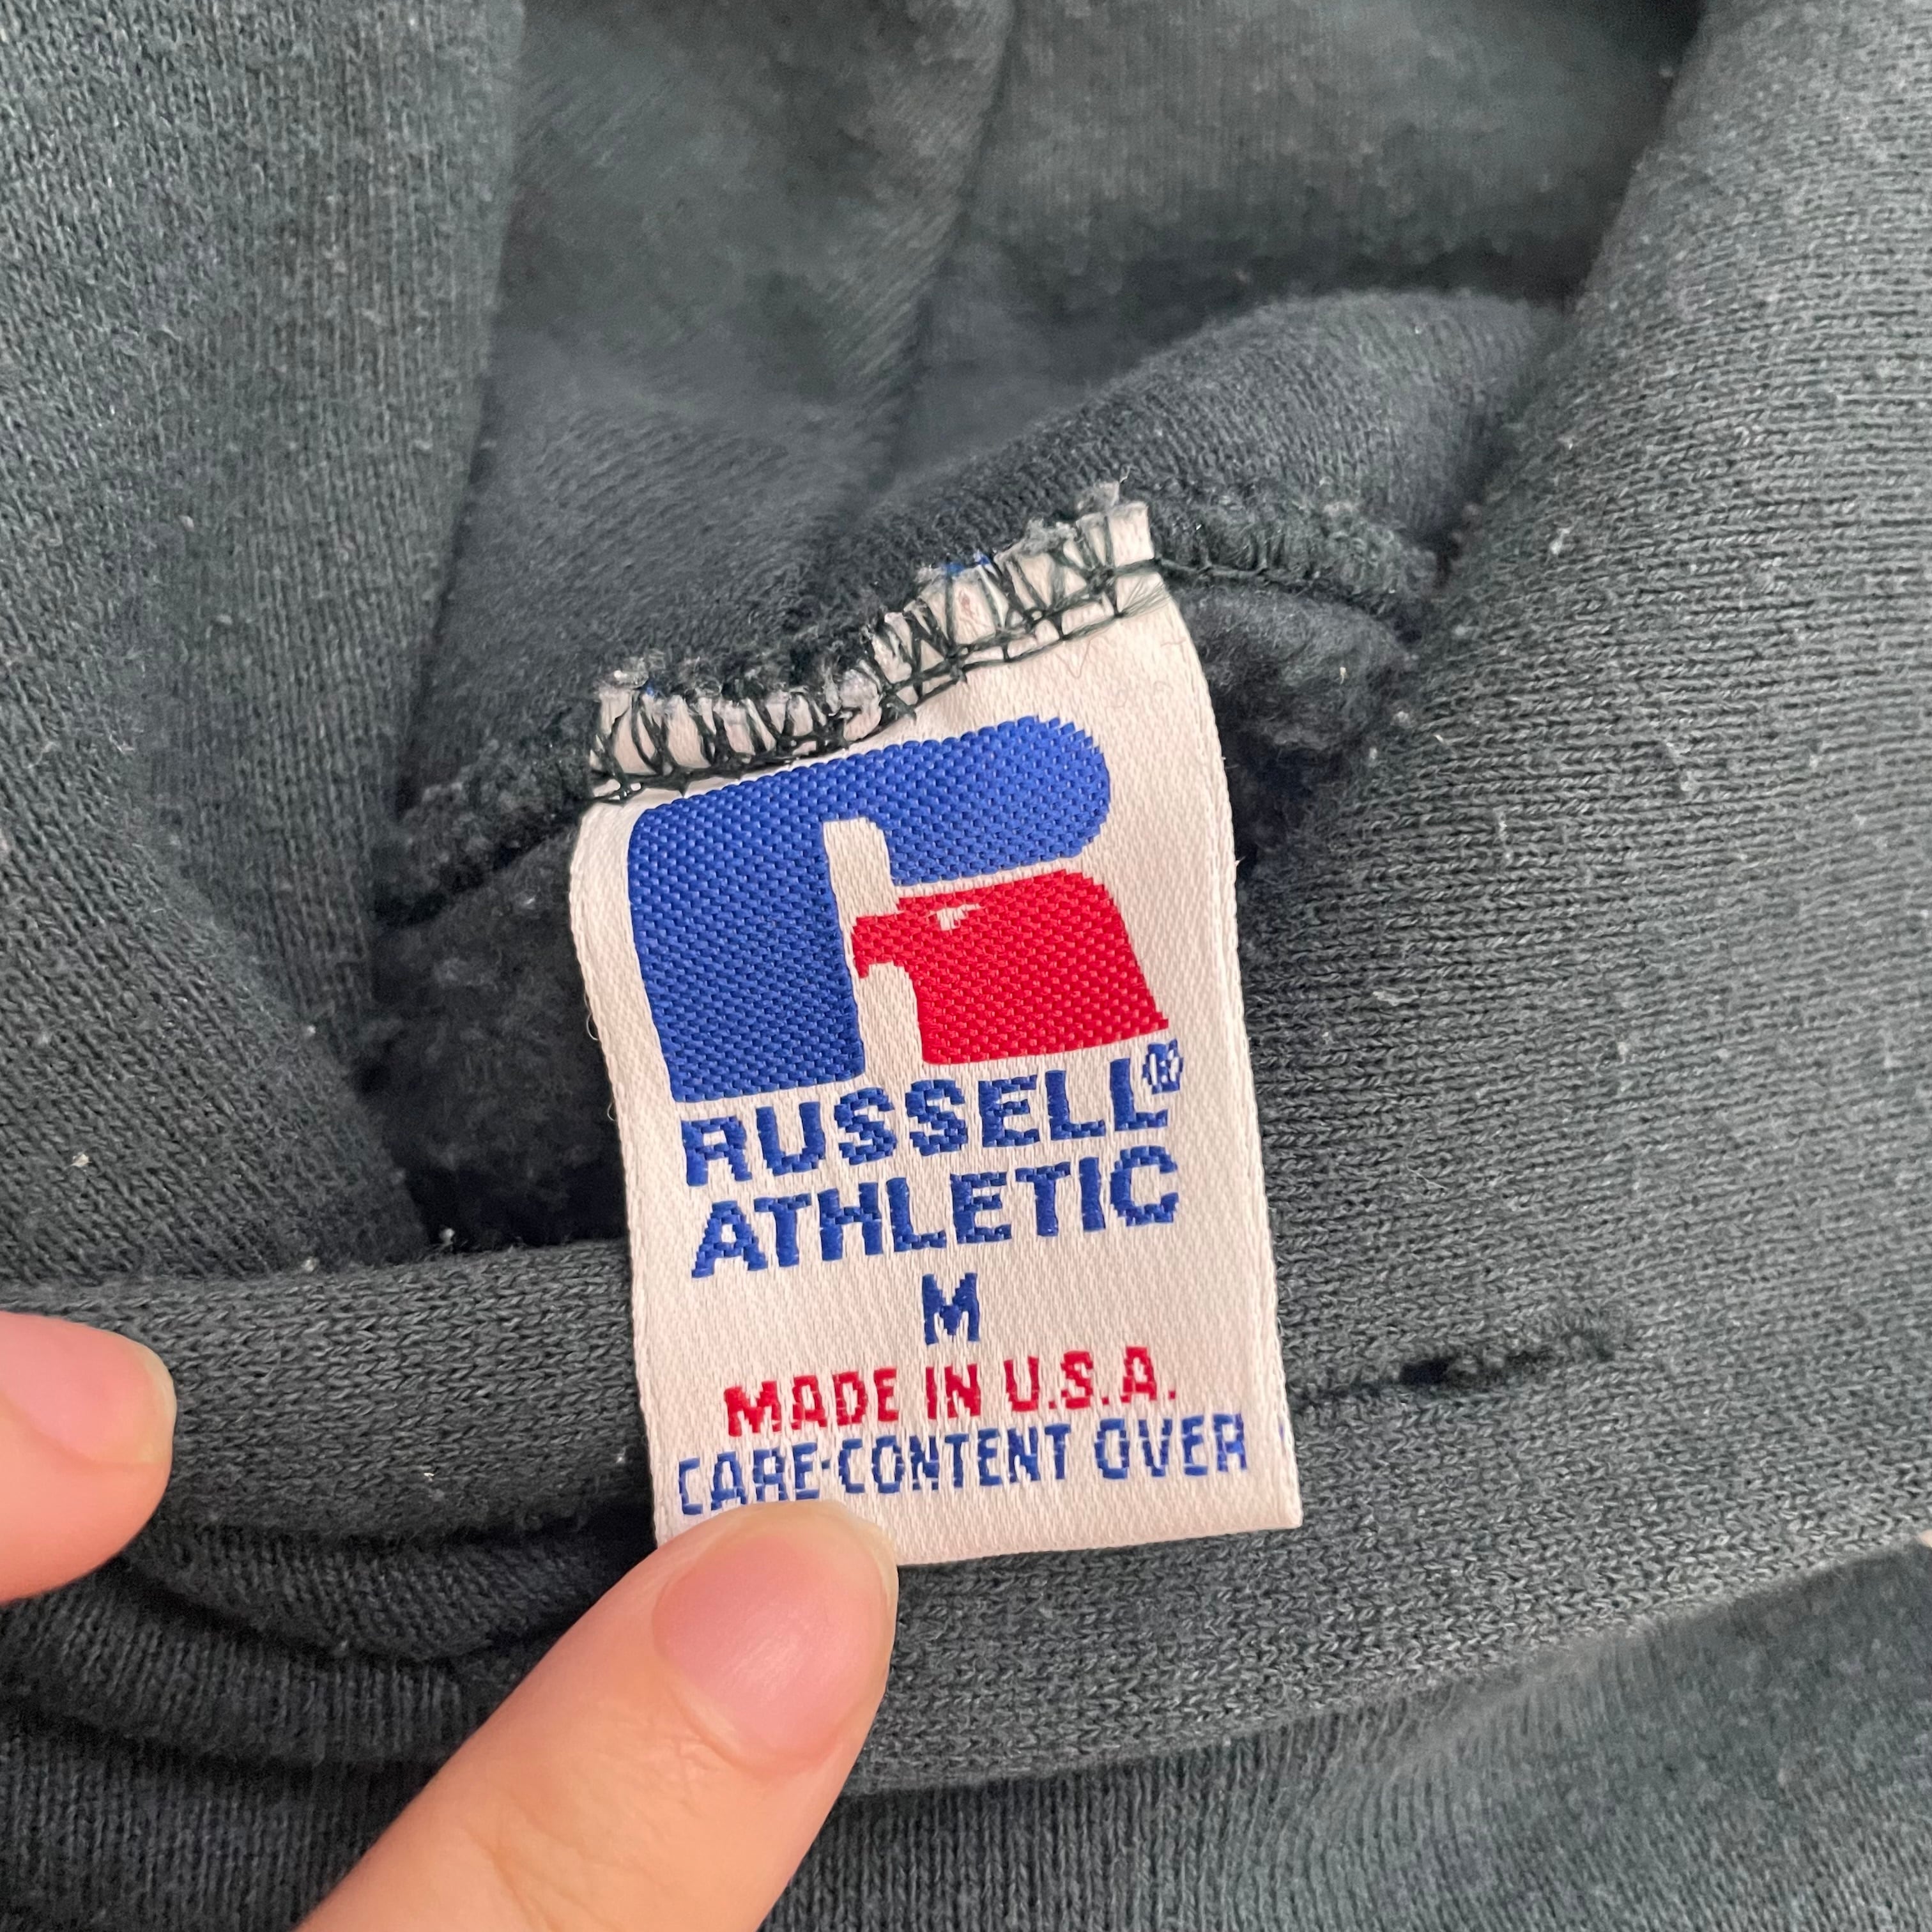 RUSSELL®
ATHLETIC
M
MADE IN U.S.A.
CARE-CONTENT OVER